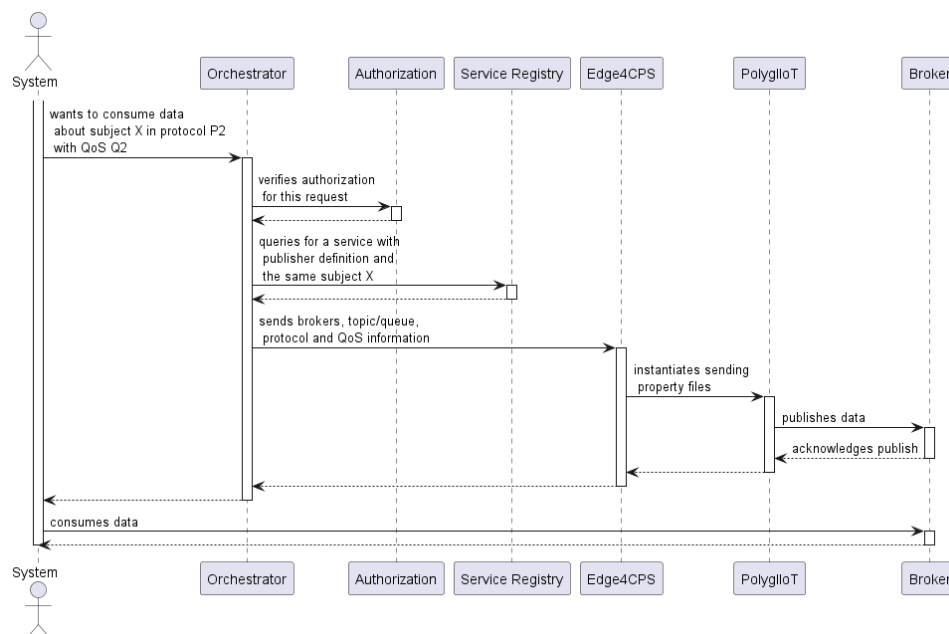 System
Orchestrator
Authorization
Service Registry
Edge4CPS
PolyglIoT
Broker
wants to consume data
about subject X in protocol P2
with QoS Q2
verifies authorization
for this request
queries for a service with
publisher definition and
the same subject X
sends brokers, topic/queue,
protocol and QoS information
instantiates sending
property files
publishes data
acknowledges publish
consumes data
System
Orchestrator
Authorization
Service Registry
Edge4CPS
PolyglIoT
Broker